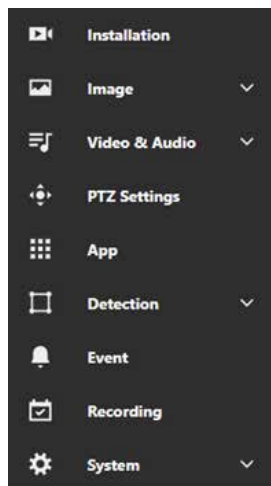 Installation
Image
Video & Audio
PTZ Settings
App
Detection
Event
Recording
System